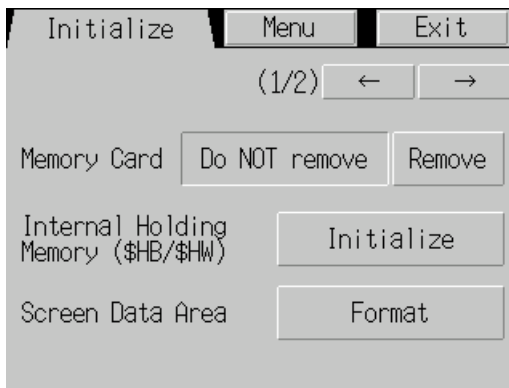 Initialize Menu Exit
(1/2) ← →
Memory Card Do NOT remove Remove
Internal Holding
Memory ($HB/$HW) Initialize
Screen Data Area Format